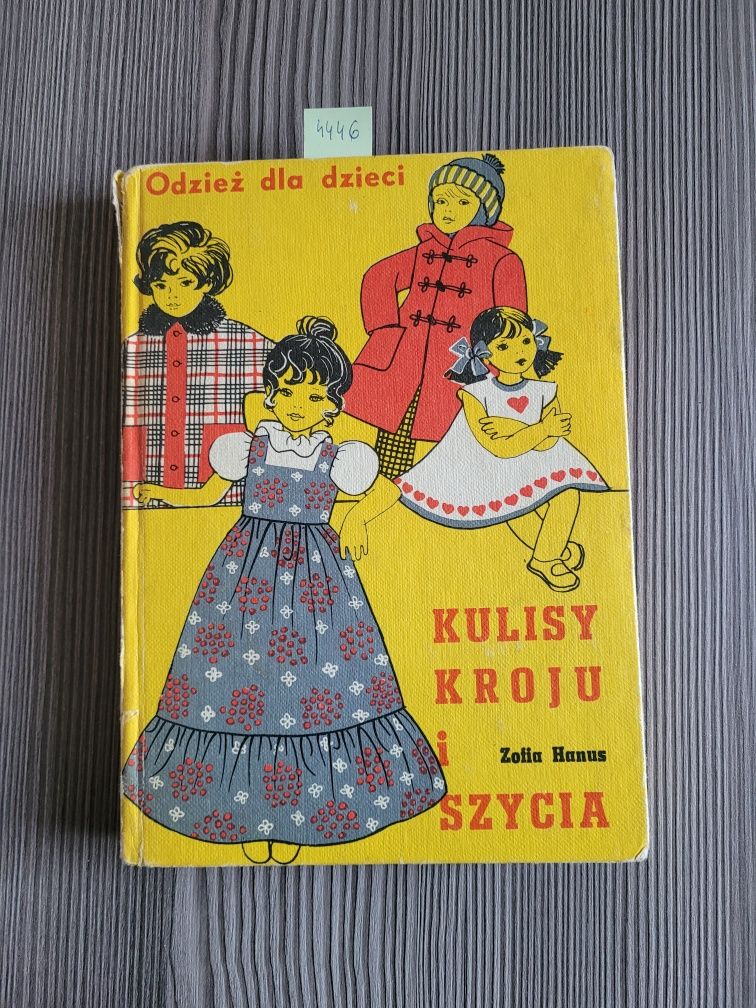 4446
Odzież dla dzieci
KULISY
KROJU
i Zofia Hanus
SZYCIA